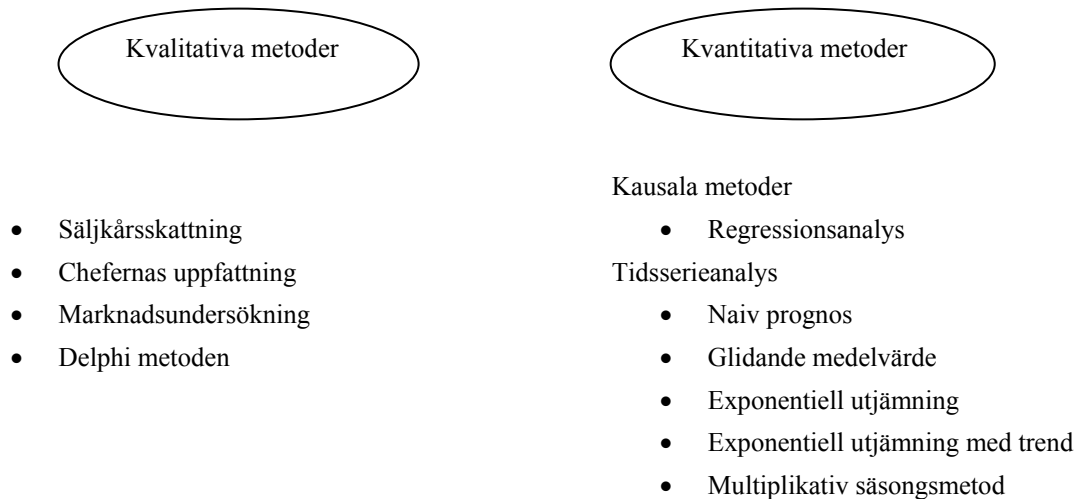 Kvalitativa metoder
• Säljkårsskattning
• Chefernas uppfattning
• Marknadsundersökning
• Delphi metoden
Kvantitativa metoder
Kausala metoder
• Regressionsanalys
Tidsserieanalys
• Naiv prognos
• Glidande medelvärde
• Exponentiell utjämning
• Exponentiell utjämning med trend
• Multiplikativ säsongsmetod